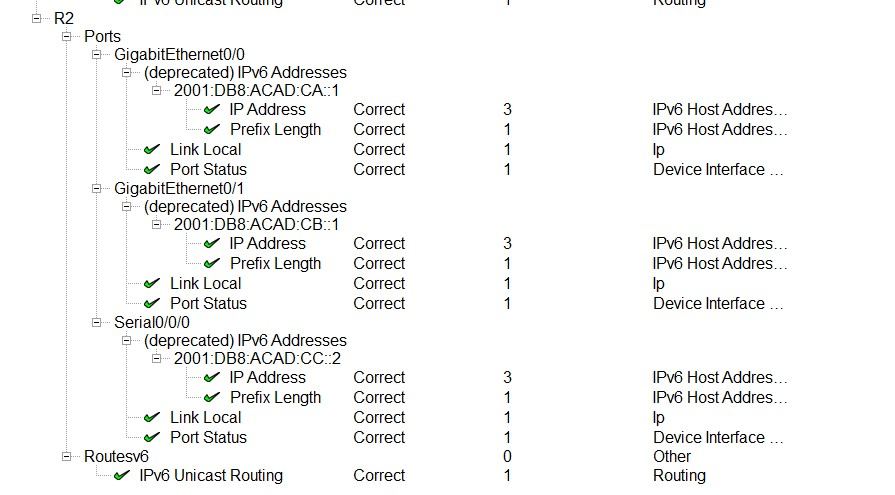 IPv6 Unicast Routing Correct 1 Routing
R2
Ports
GigabitEthernet0/0
(deprecated) IPv6 Addresses
2001:DB8:ACAD:CA::1
IP Address Correct 3 IPv6 Host Addres...
Prefix Length Correct 1 IPv6 Host Addres...
Link Local Correct 1 Ip
Port Status Correct 1 Device Interface ...
GigabitEthernet0/1
(deprecated) IPv6 Addresses
2001:DB8:ACAD:CB::1
IP Address Correct 3 IPv6 Host Addres...
Prefix Length Correct 1 IPv6 Host Addres...
Link Local Correct 1 Ip
Port Status Correct 1 Device Interface ...
Serial0/0/0
(deprecated) IPv6 Addresses
2001:DB8:ACAD:CC::2
IP Address Correct 3 IPv6 Host Addres...
Prefix Length Correct 1 IPv6 Host Addres...
Link Local Correct 1 Ip
Port Status Correct 1 Device Interface ...
Routesv6 0 Other
IPv6 Unicast Routing Correct 1 Routing